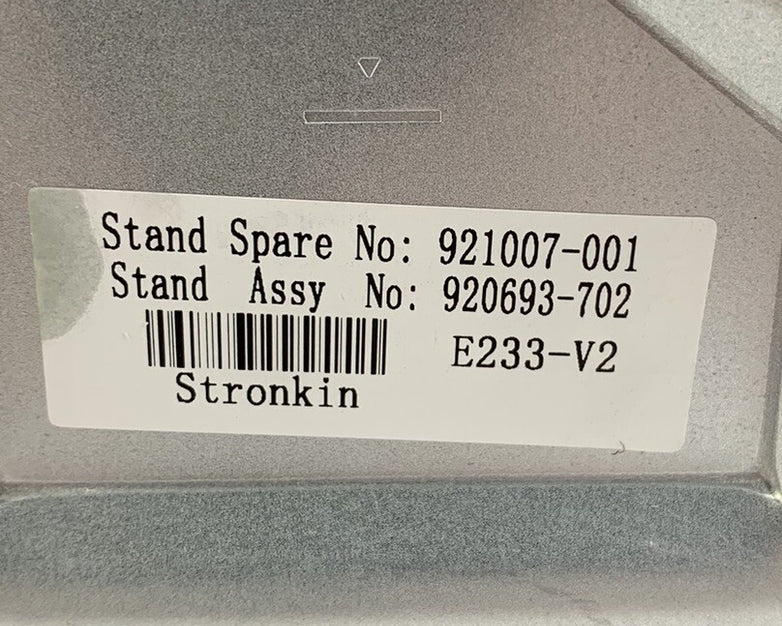 Stand Spare No: 921007-001
Stand Assy No: 920693-702
E233-V2
Stronkin